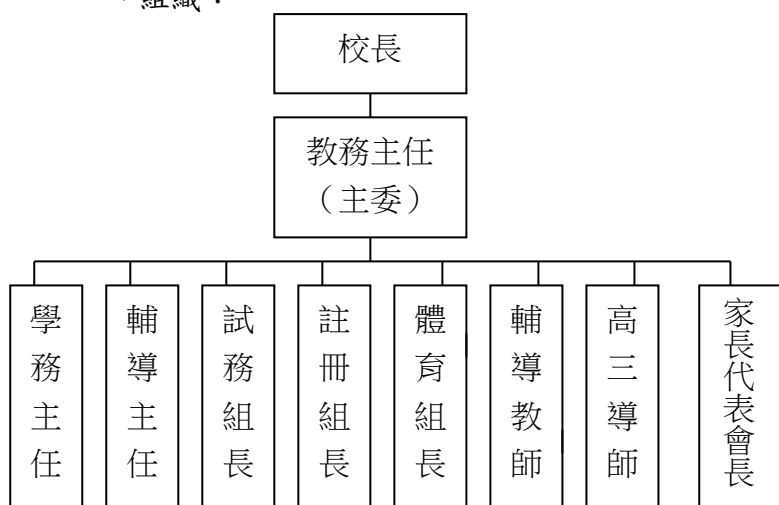 組織：
校長
教務主任
（主委）
學務主任
輔導主任
試務組長
註冊組長
體育組長
輔導教師
高三導師
家長代表會長